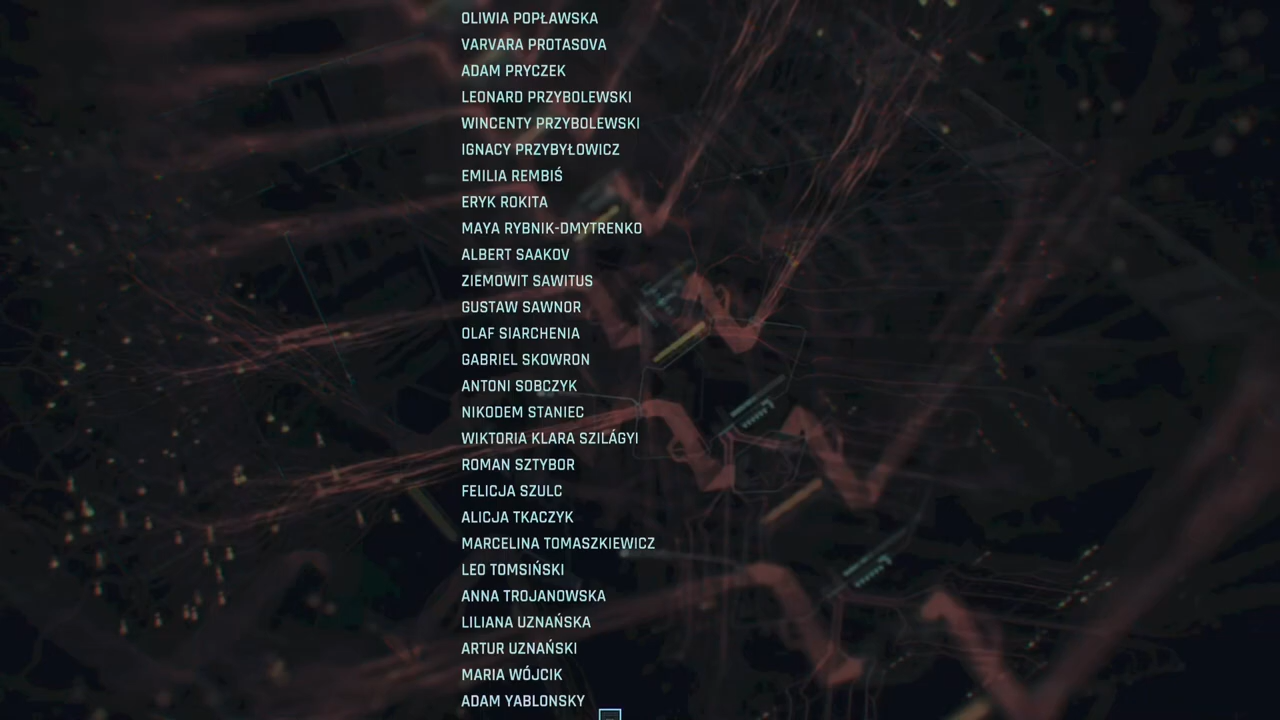 OLIWIA POPŁAWSKA
VARVARA PROTASOVA
ADAM PRYCZEK
LEONARD PRZYBOLEWSKI
WINCENTY PRZYBOLEWSKI
IGNACY PRZYBYŁOWICZ
EMILIA REMBIŚ
ERYK ROKITA
MAYA RYBNIK-DMYTRENKO
ALBERT SAAKOV
ZIEMOWIT SAWITUS
GUSTAW SAWNOR
OLAF SIARCHENIA
GABRIEL SKOWRON
ANTONI SOBCZYK
NIKODEM STANIEC
WIKTORIA KLARA SZILÁGYI
ROMAN SZTYBOR
FELICJA SZULC
ALICJA TKACZYK
MARCELINA TOMASZKIEWICZ
LEO TOMSIŃSKI
ANNA TROJANOWSKA
LILIANA UZNAŃSKA
ARTUR UZNAŃSKI
MARIA WÓJCIK
ADAM YABLONSKY